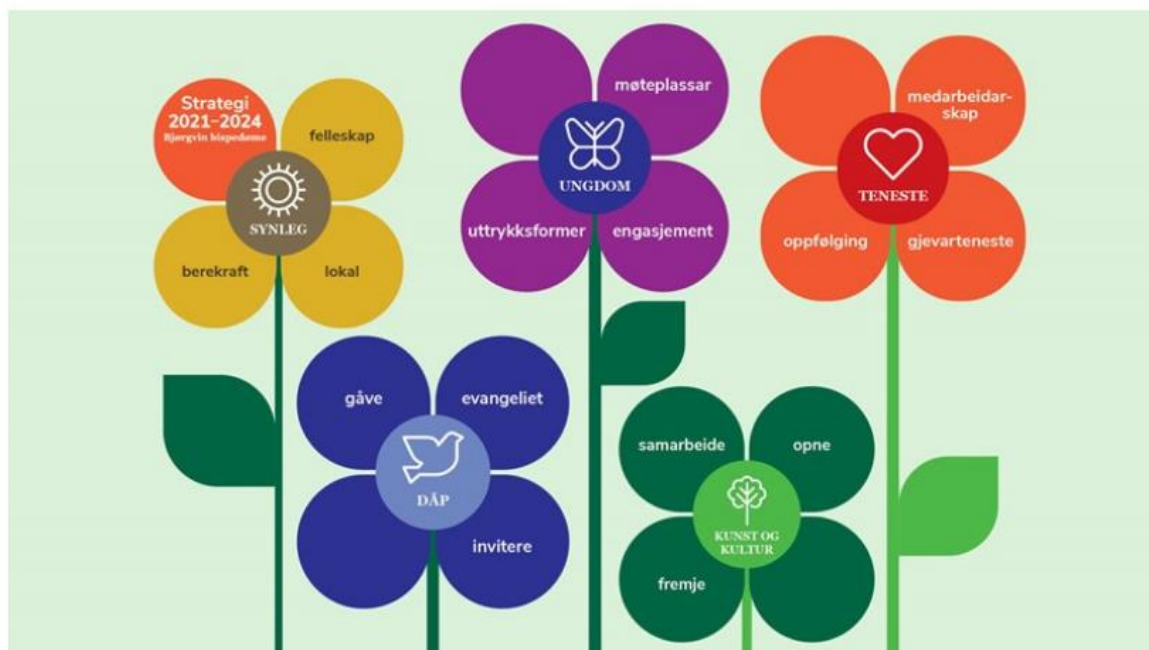 Strategi
2021–2024
Bjørgvin bispedøme
felleskap
SYNLEG
berekraft
lokal
møteplassar
UNGDOM
uttrykksformer
engasjement
medarbeidar-
skap
TENESTE
oppfølging
gjevarteneste
gåve
evangeliet
DÅP
invitere
samarbeide
opne
KUNST OG
KULTUR
fremje